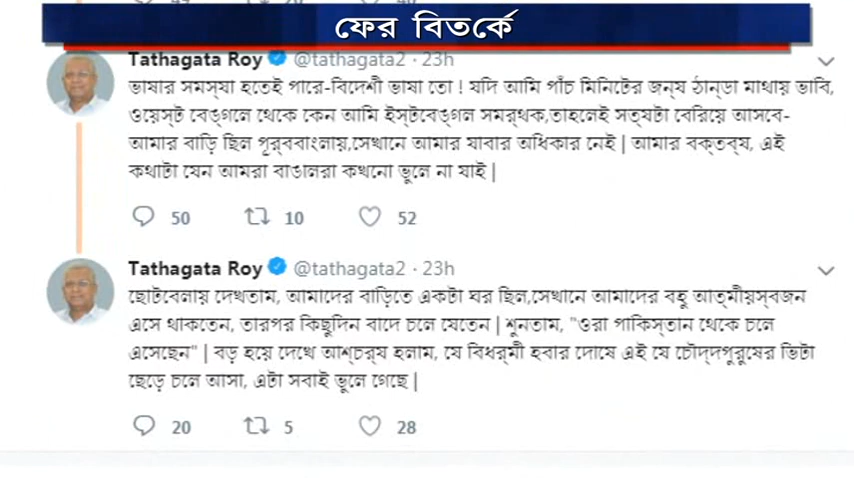 ফের বিতর্কে
Tathagata Roy @tathagata2 · 23h
ভাষার সমস্যা হতেই পারে-বিদেশী ভাষা তো ! যদি আমি পাঁচ মিনিটের জন্য ঠান্ডা মাথায় ভাবি,
ওয়েস্ট বেঙ্গলে থেকে কেন আমি ইস্টবেঙ্গল সমর্থক,তাহলেই সত্যটা বেরিয়ে আসবে-
আমার বাড়ি ছিল পূর্ববাংলায়,সেখানে আমার যাবার অধিকার নেই | আমার বক্তব্য, এই
কথাটা যেন আমরা বাঙালরা কখনো ভুলে না যাই |
50 10 52
Tathagata Roy @tathagata2 · 23h
ছোটবেলায় দেখতাম, আমাদের বাড়িতে একটা ঘর ছিল,সেখানে আমাদের বহু আত্মীয়স্বজন
এসে থাকতেন, তারপর কিছুদিন বাদে চলে যেতেন | শুনতাম, "ওরা পাকিস্তান থেকে চলে
এসেছেন" | বড় হয়ে দেখে আশ্চর্য হলাম, যে বিধর্মী হবার দোষে এই যে চৌদ্দপুরুষের ভিটা
ছেড়ে চলে আসা, এটা সবাই ভুলে গেছে |
20 5 28